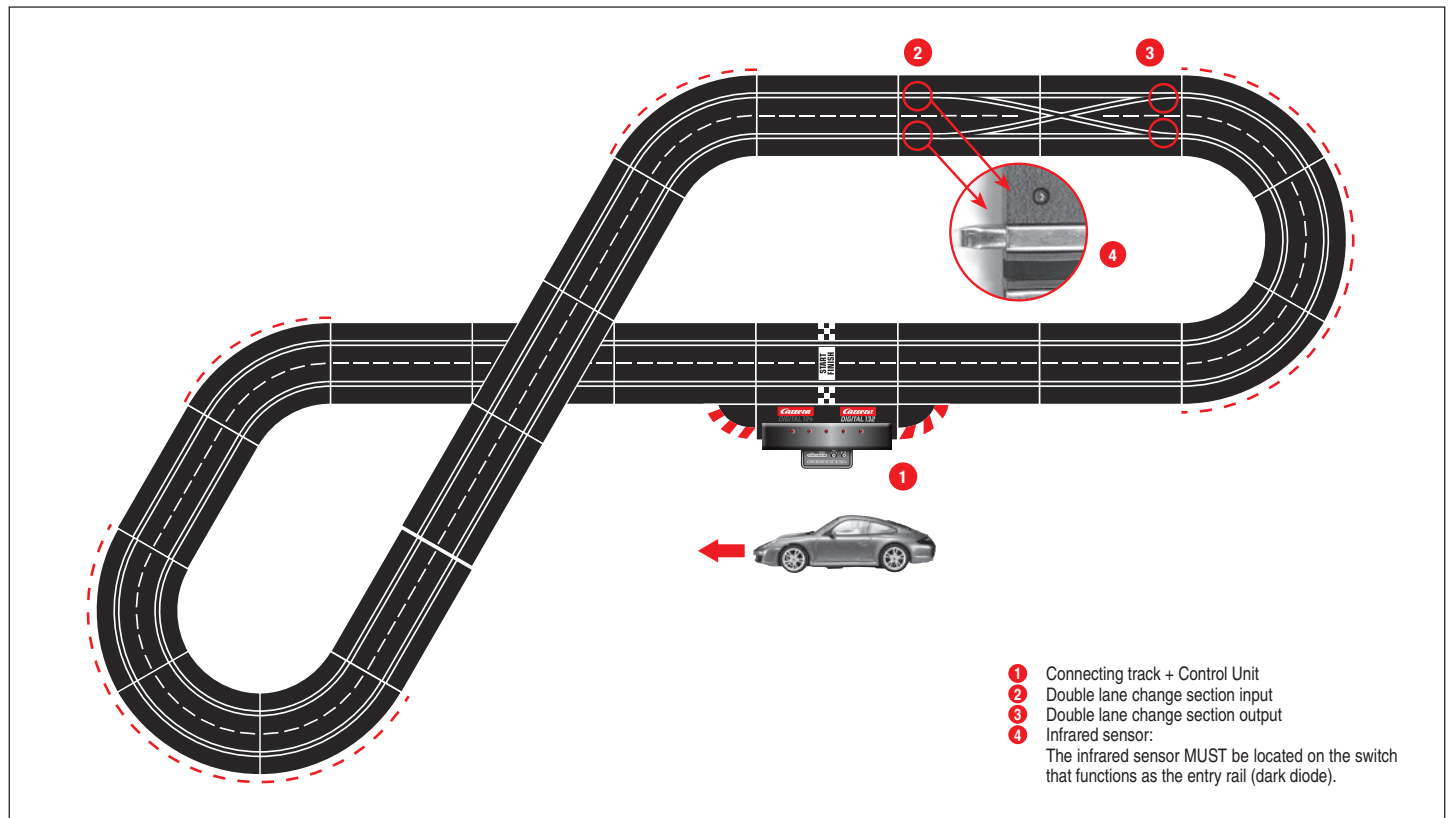 2
3
4
START
FINISH
Carrera
DIGITAL 124
Carrera
DIGITAL 132
1
1 Connecting track + Control Unit
2 Double lane change section input
3 Double lane change section output
4 Infrared sensor:
The infrared sensor MUST be located on the switch
that functions as the entry rail (dark diode).